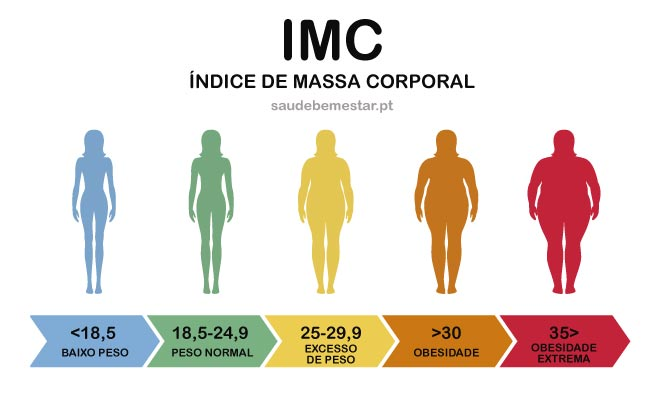 IMC
ÍNDICE DE MASSA CORPORAL
saudebemestar.pt
<18,5
BAIXO PESO
18,5-24,9
PESO NORMAL
25-29,9
EXCESSO
DE PESO
>30
OBESIDADE
35>
OBESIDADE
EXTREMA